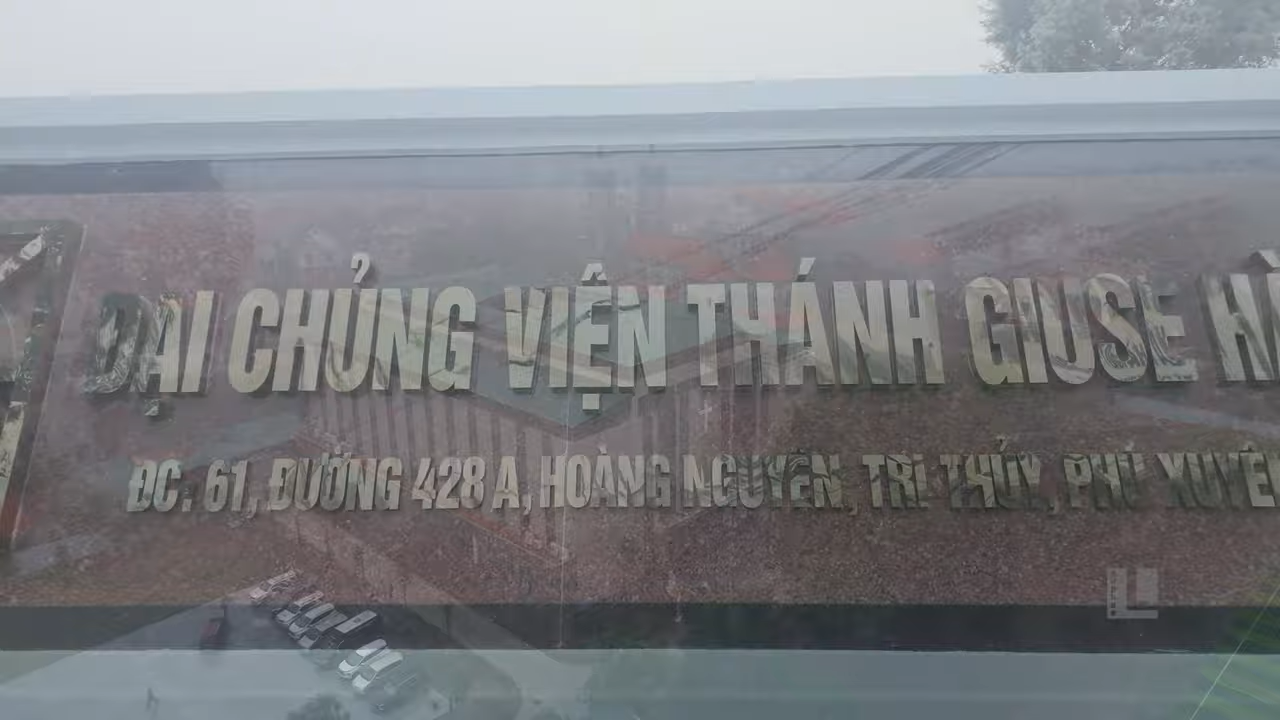 ĐẠI CHỦNG VIỆN THÁNH GIUSE
ĐC: 61, ĐƯỜNG 428 A, HOÀNG NGUYÊN, TRI THỦY, PHÚ